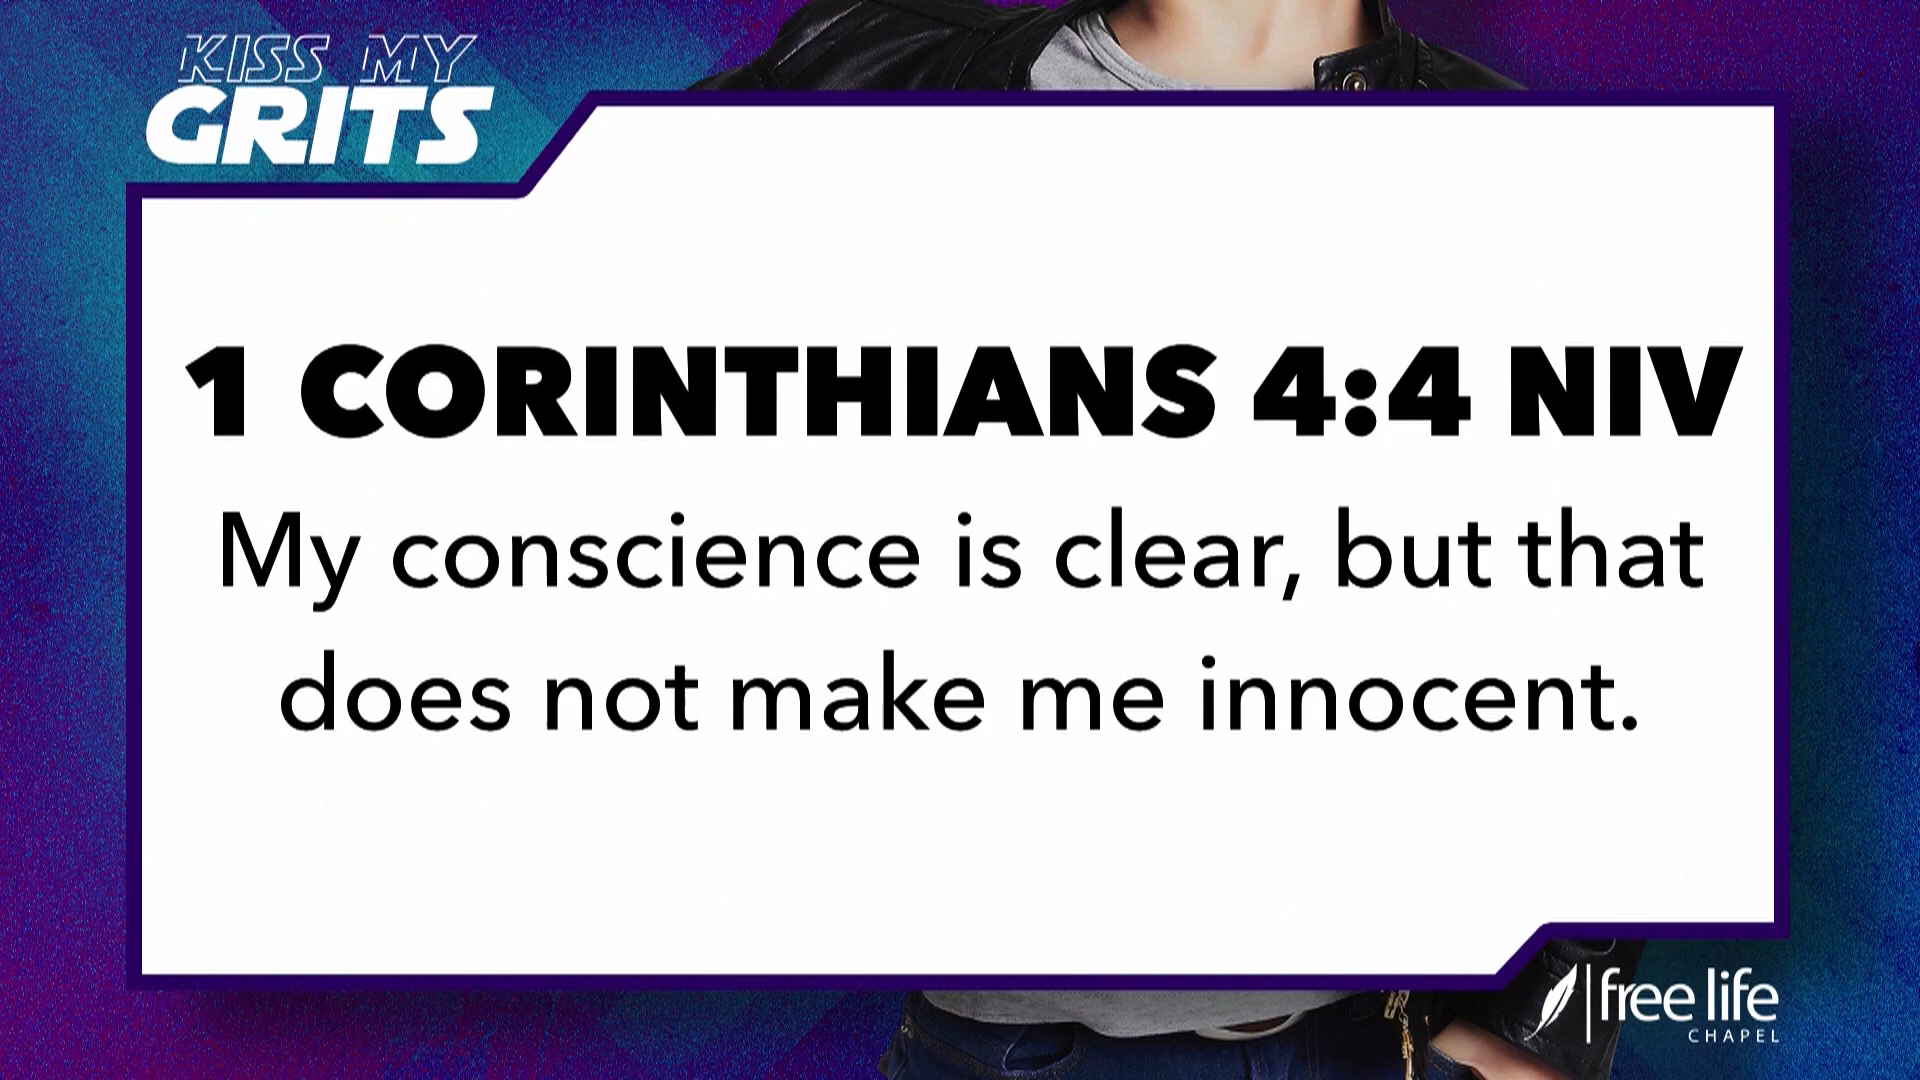 KISS MY
GRITS
1 CORINTHIANS 4:4 NIV
My conscience is clear, but that
does not make me innocent.
free life
CHAPEL